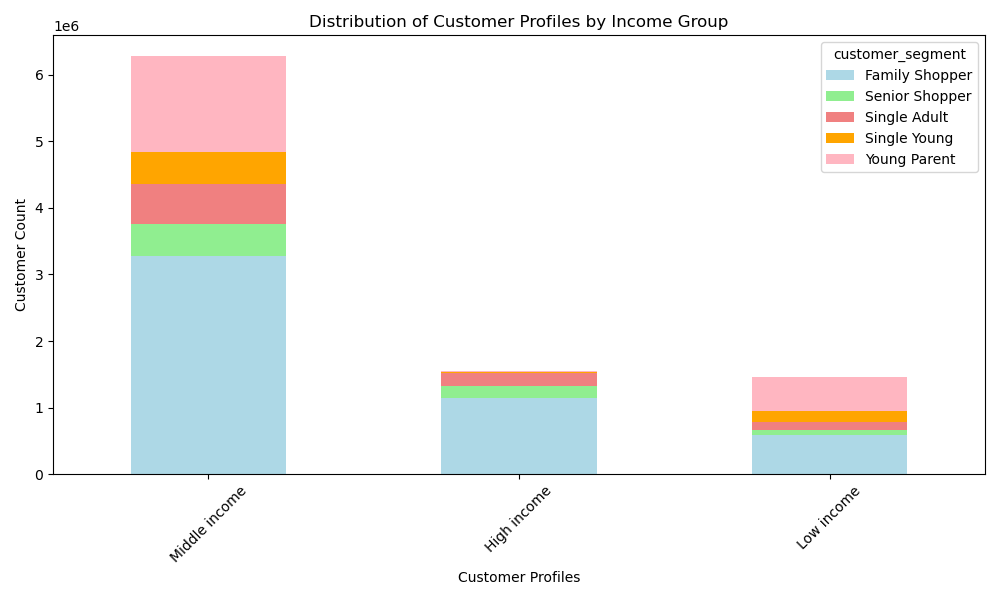 Distribution of Customer Profiles by Income Group
1e6
6
5
4
3
2
1
0
Customer Count
customer_segment
Family Shopper
Senior Shopper
Single Adult
Single Young
Young Parent
Middle income
High income
Low income
Customer Profiles